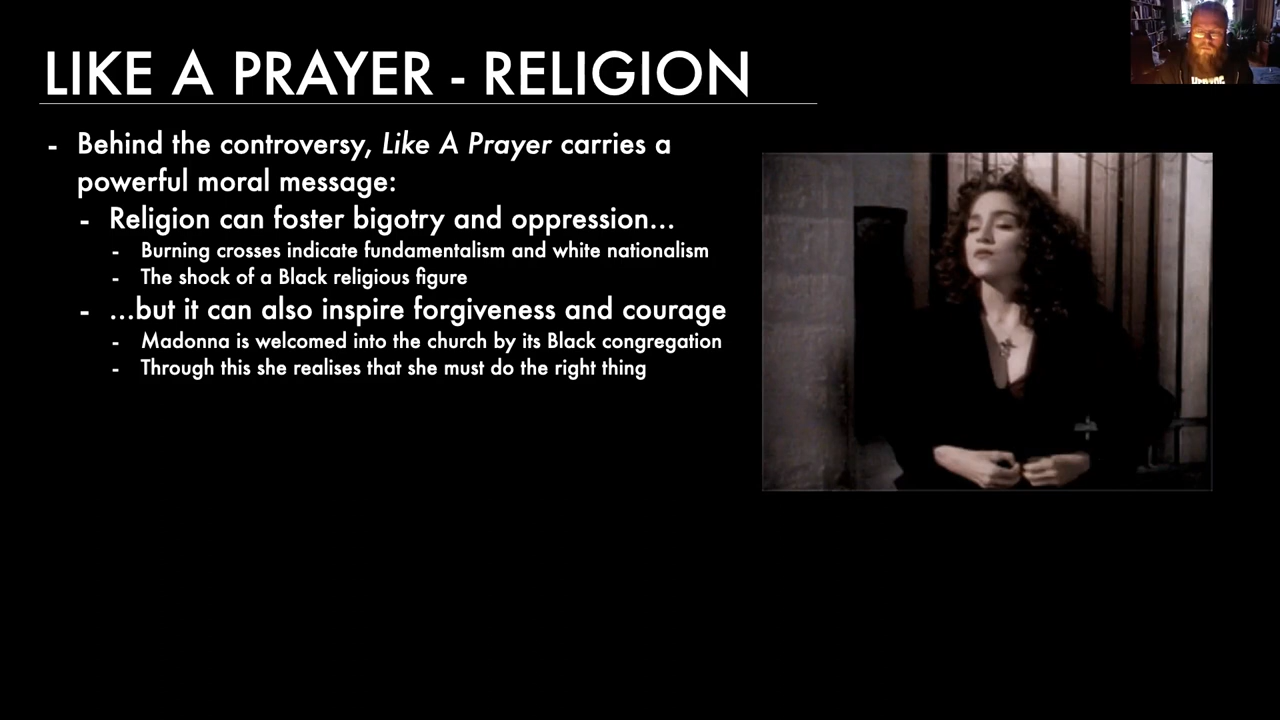 LIKE A PRAYER - RELIGION
- Behind the controversy, Like A Prayer carries a
powerful moral message:
- Religion can foster bigotry and oppression...
- Burning crosses indicate fundamentalism and white nationalism
- The shock of a Black religious figure
- ...but it can also inspire forgiveness and courage
- Madonna is welcomed into the church by its Black congregation
- Through this she realises that she must do the right thing